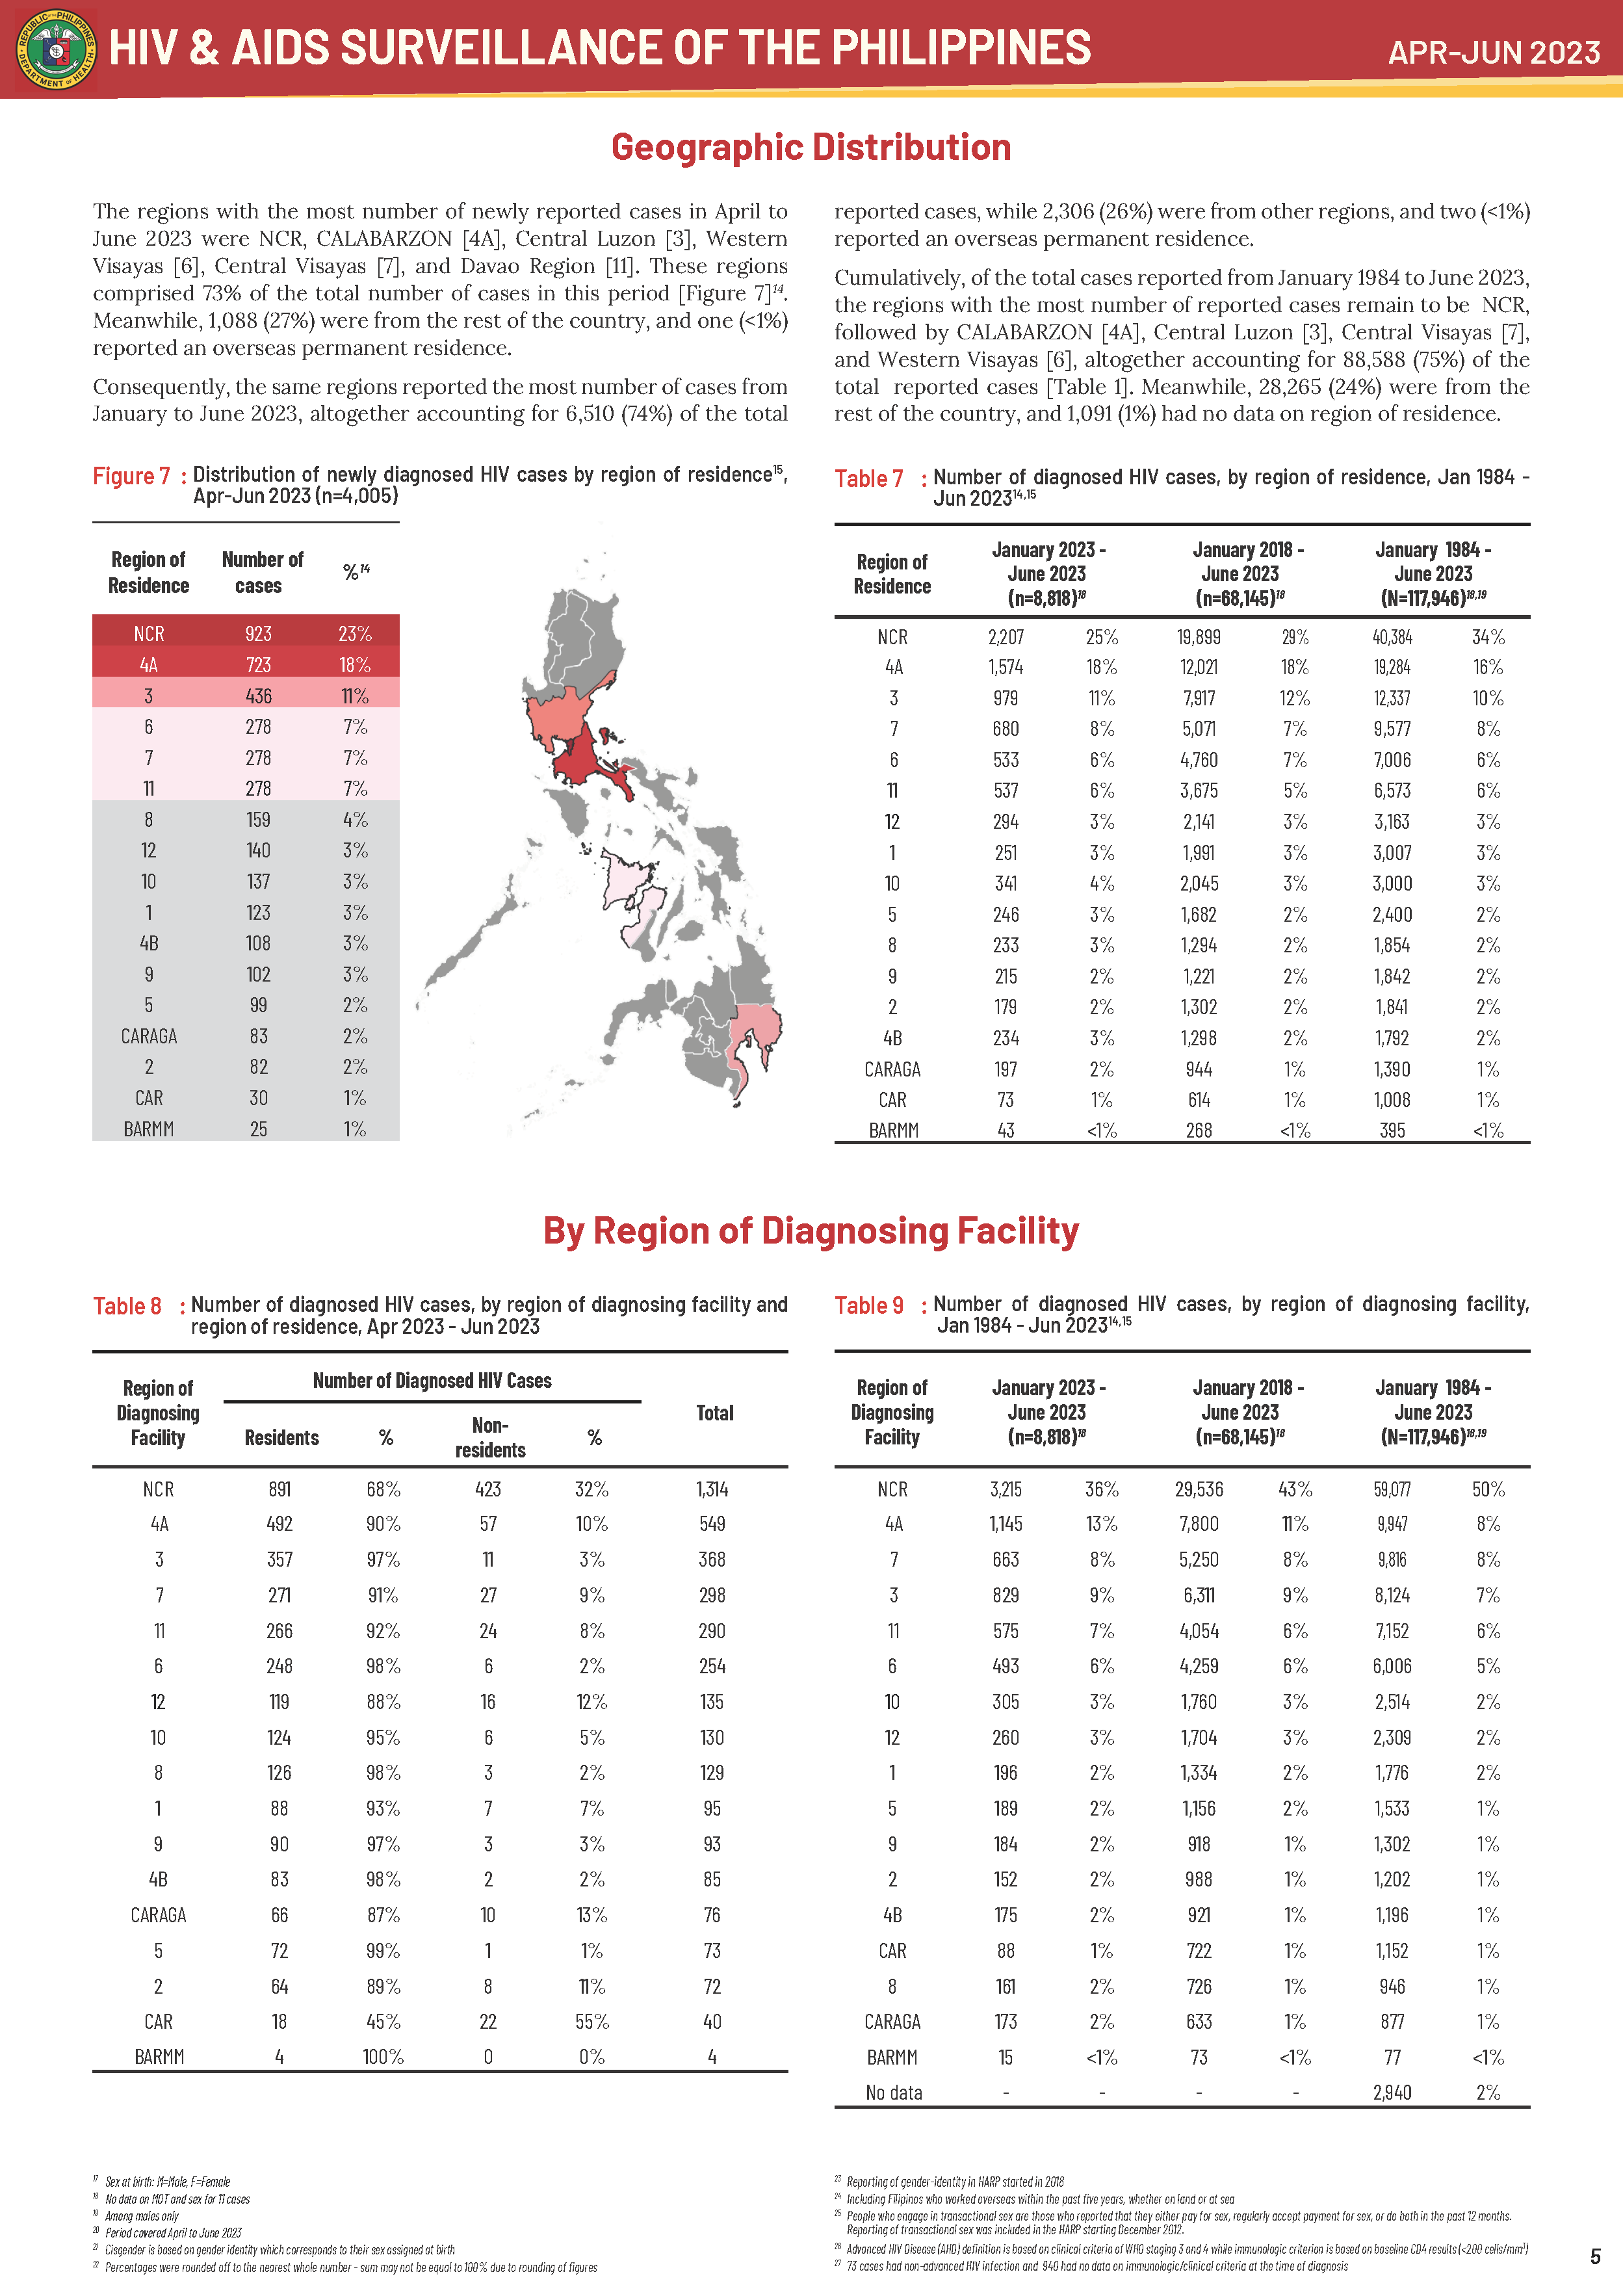 HIV & AIDS SURVEILLANCE OF THE PHILIPPINES
APR-JUN 2023
Geographic Distribution
The regions with the most number of newly reported cases in April to
June 2023 were NCR, CALABARZON [4A], Central Luzon [3], Western
Visayas [6], Central Visayas [7], and Davao Region [11]. These regions
comprised 73% of the total number of cases in this period [Figure 7]14.
Meanwhile, 1,088 (27%) were from the rest of the country, and one (<1%)
reported an overseas permanent residence.
Consequently, the same regions reported the most number of cases from
January to June 2023, altogether accounting for 6,510 (74%) of the total
reported cases, while 2,306 (26%) were from other regions, and two (<1%)
reported an overseas permanent residence.
Cumulatively, of the total cases reported from January 1984 to June 2023,
the regions with the most number of reported cases remain to be NCR,
followed by CALABARZON [4A], Central Luzon [3], Central Visayas [7],
and Western Visayas [6], altogether accounting for 88,588 (75%) of the
total reported cases [Table 1]. Meanwhile, 28,265 (24%) were from the
rest of the country, and 1,091 (1%) had no data on region of residence.
Figure 7 : Distribution of newly diagnosed HIV cases by region of residence15,
Apr-Jun 2023 (n=4,005)
Region of Residence Number of cases %14
NCR 923 23%
4A 723 18%
3 436 11%
6 278 7%
7 278 7%
11 278 7%
8 159 4%
12 140 3%
10 137 3%
1 123 3%
4B 108 3%
9 102 3%
5 99 2%
CARAGA 83 2%
2 82 2%
CAR 30 1%
BARMM 25 1%
Table 7 : Number of diagnosed HIV cases, by region of residence, Jan 1984 -
Jun 202314,15
Region of Residence January 2023 - June 2023 (n=8,818)18 January 2018 - June 2023 (n=68,145)18 January 1984 - June 2023 (N=117,946)18,19
NCR 2,207 25% 19,899 29% 40,384 34%
4A 1,574 18% 12,021 18% 19,284 16%
3 979 11% 7,917 12% 12,337 10%
7 680 8% 5,071 7% 9,577 8%
6 533 6% 4,760 7% 7,006 6%
11 537 6% 3,675 5% 6,573 6%
12 294 3% 2,141 3% 3,163 3%
1 251 3% 1,991 3% 3,007 3%
10 341 4% 2,045 3% 3,000 3%
5 246 3% 1,682 2% 2,400 2%
8 233 3% 1,294 2% 1,854 2%
9 215 2% 1,221 2% 1,842 2%
2 179 2% 1,302 2% 1,841 2%
4B 234 3% 1,298 2% 1,792 2%
CARAGA 197 2% 944 1% 1,390 1%
CAR 73 1% 614 1% 1,008 1%
BARMM 43 <1% 268 <1% 395 <1%
By Region of Diagnosing Facility
Table 8 : Number of diagnosed HIV cases, by region of diagnosing facility and
region of residence, Apr 2023 - Jun 2023
Number of Diagnosed HIV Cases
Region of Diagnosing Facility Residents % Non-residents % Total
NCR 891 68% 423 32% 1,314
4A 492 90% 57 10% 549
3 357 97% 11 3% 368
7 271 91% 27 9% 298
11 266 92% 24 8% 290
6 248 98% 6 2% 254
12 119 88% 16 12% 135
10 124 95% 6 5% 130
8 126 98% 3 2% 129
1 88 93% 7 7% 95
9 90 97% 3 3% 93
4B 83 98% 2 2% 85
CARAGA 66 87% 10 13% 76
5 72 99% 1 1% 73
2 64 89% 8 11% 72
CAR 18 45% 22 55% 40
BARMM 4 100% 0 0% 4
Table 9 : Number of diagnosed HIV cases, by region of diagnosing facility,
Jan 1984 - Jun 202314,15
Region of Diagnosing Facility January 2023 - June 2023 (n=8,818)18 January 2018 - June 2023 (n=68,145)18 January 1984 - June 2023 (N=117,946)18,19
NCR 3,215 36% 29,536 43% 59,077 50%
4A 1,145 13% 7,800 11% 9,947 8%
7 663 8% 5,250 8% 9,816 8%
3 829 9% 6,311 9% 8,124 7%
11 575 7% 4,054 6% 7,152 6%
6 493 6% 4,259 6% 6,006 5%
10 305 3% 1,760 3% 2,514 2%
12 260 3% 1,704 3% 2,309 2%
1 196 2% 1,334 2% 1,776 2%
5 189 2% 1,156 2% 1,533 1%
9 184 2% 918 1% 1,302 1%
2 152 2% 988 1% 1,202 1%
4B 175 2% 921 1% 1,196 1%
CAR 88 1% 722 1% 1,152 1%
8 161 2% 726 1% 946 1%
CARAGA 173 2% 633 1% 877 1%
BARMM 15 <1% 73 <1% 77 <1%
No data - - - - 2,940 2%
17 Sex at birth: M=Male, F=Female
18 No data on MOT and sex for 11 cases
19 Among males only
20 Period covered April to June 2023
21 Cisgender is based on gender identity which corresponds to their sex assigned at birth
22 Percentages were rounded off to the nearest whole number - sum may not be equal to 100% due to rounding of figures
23 Reporting of gender-identity in HARP started in 2018
24 Including Filipinos who worked overseas within the past five years, whether on land or at sea
25 People who engage in transactional sex are those who reported that they either pay for sex, regularly accept payment for sex, or do both in the past 12 months.
Reporting of transactional sex was included in the HARP starting December 2012.
26 Advanced HIV Disease (AHD) definition is based on clinical criteria of WHO staging 3 and 4 while immunologic criterion is based on baseline CD4 results (<200 cells/mm3)
27 73 cases had non-advanced HIV infection and 940 had no data on immunologic/clinical criteria at the time of diagnosis
5